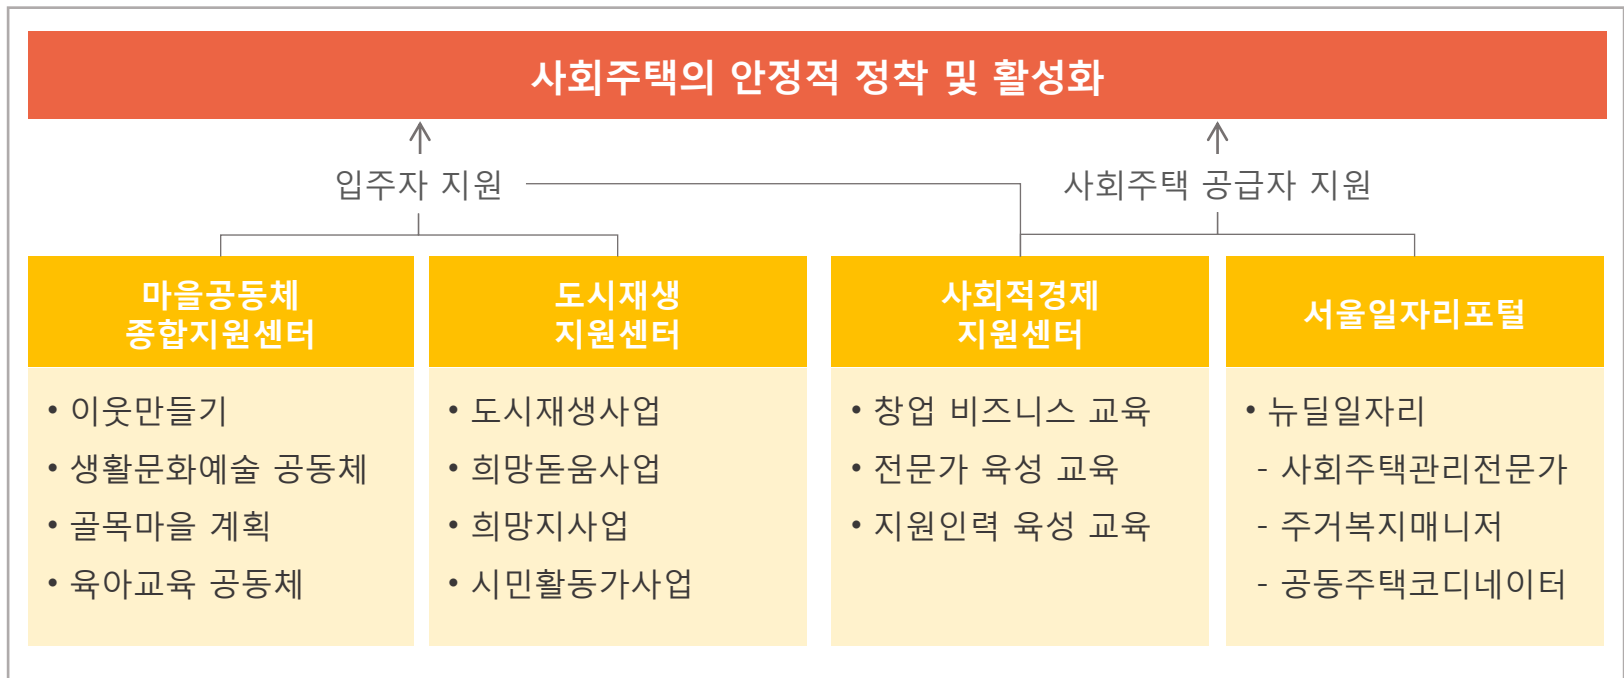 사회주택의 안정적 정착 및 활성화
입주자 지원
사회주택 공급자 지원
마을공동체
종합지원센터
• 이웃만들기
• 생활문화예술 공동체
• 골목마을 계획
• 육아교육 공동체
도시재생
지원센터
• 도시재생사업
• 희망돋움사업
• 희망지사업
• 시민활동가사업
사회적경제
지원센터
• 창업 비즈니스 교육
• 전문가 육성 교육
• 지원인력 육성 교육
서울일자리포털
• 뉴딜일자리
- 사회주택관리전문가
- 주거복지매니저
- 공동주택코디네이터